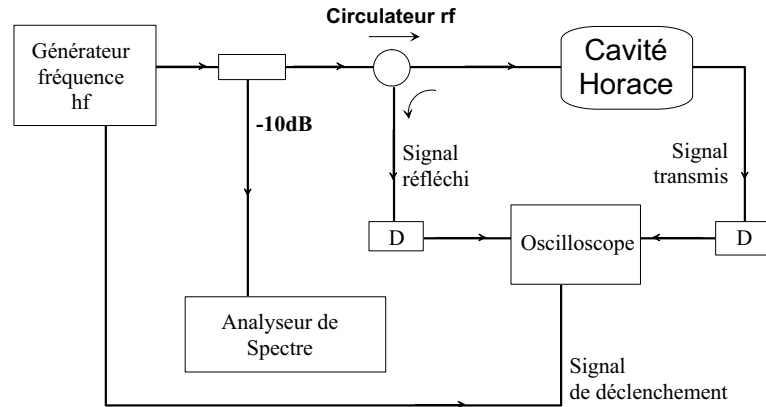 Circulateur rf
Générateur
fréquence
hf
Cavité
Horace
-10dB
Signal
réfléchi
Signal
transmis
D
Oscilloscope
D
Analyseur de
Spectre
Signal
de déclenchement